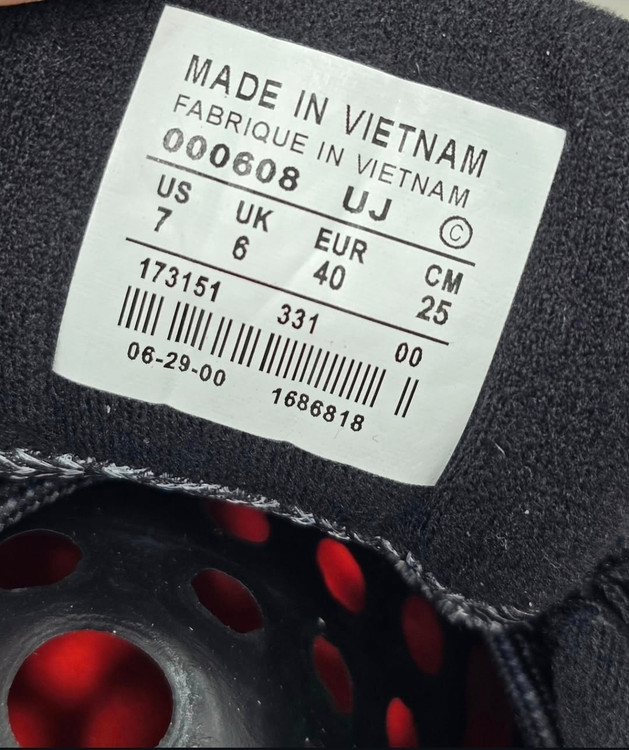 MADE IN VIETNAM
FABRIQUE IN VIETNAM
000608 UJ ©
US UK EUR CM
7 6 40 25
173151 331 00
06-29-00 1686818